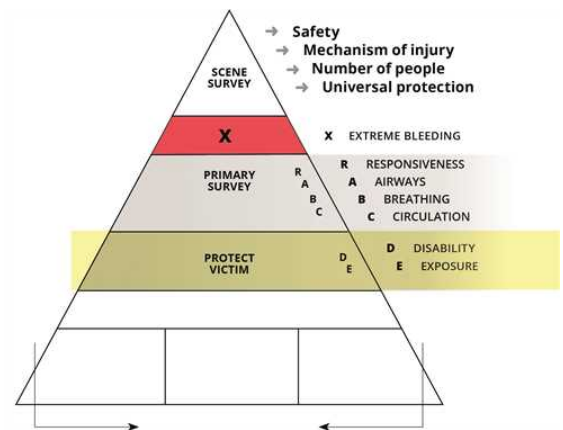 → Safety
→ Mechanism of injury
→ Number of people
→ Universal protection
SCENE
SURVEY
X
X EXTREME BLEEDING
PRIMARY
SURVEY
R
A
B
C
R RESPONSIVENESS
A AIRWAYS
B BREATHING
C CIRCULATION
PROTECT
VICTIM
D
E
D DISABILITY
E EXPOSURE